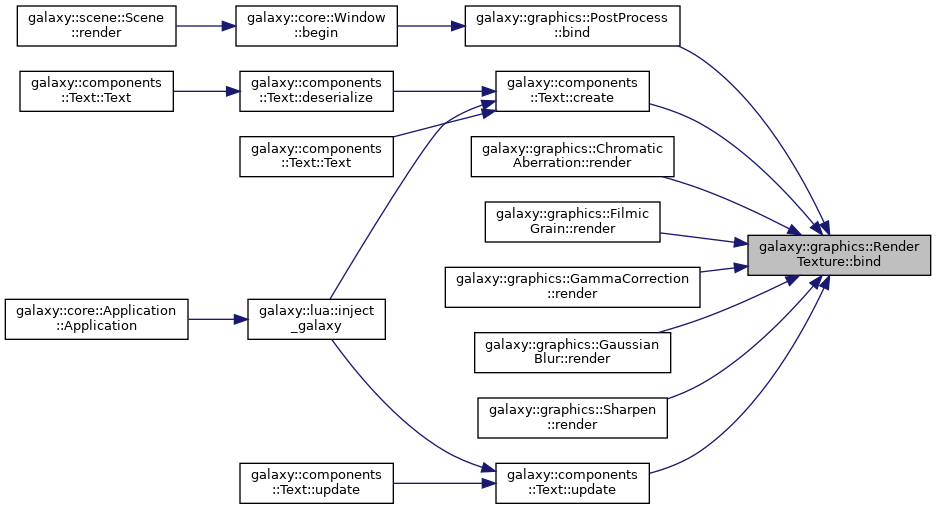 galaxy::scene::Scene
::render
galaxy::core::Window
::begin
galaxy::graphics::PostProcess
::bind
galaxy::components
::Text::Text
galaxy::components
::Text::deserialize
galaxy::components
::Text::create
galaxy::components
::Text::Text
galaxy::graphics::Chromatic
Aberration::render
galaxy::graphics::Filmic
Grain::render
galaxy::graphics::Render
Texture::bind
galaxy::graphics::GammaCorrection
::render
galaxy::core::Application
::Application
galaxy::lua::inject
_galaxy
galaxy::graphics::Gaussian
Blur::render
galaxy::graphics::Sharpen
::render
galaxy::components
::Text::update
galaxy::components
::Text::update